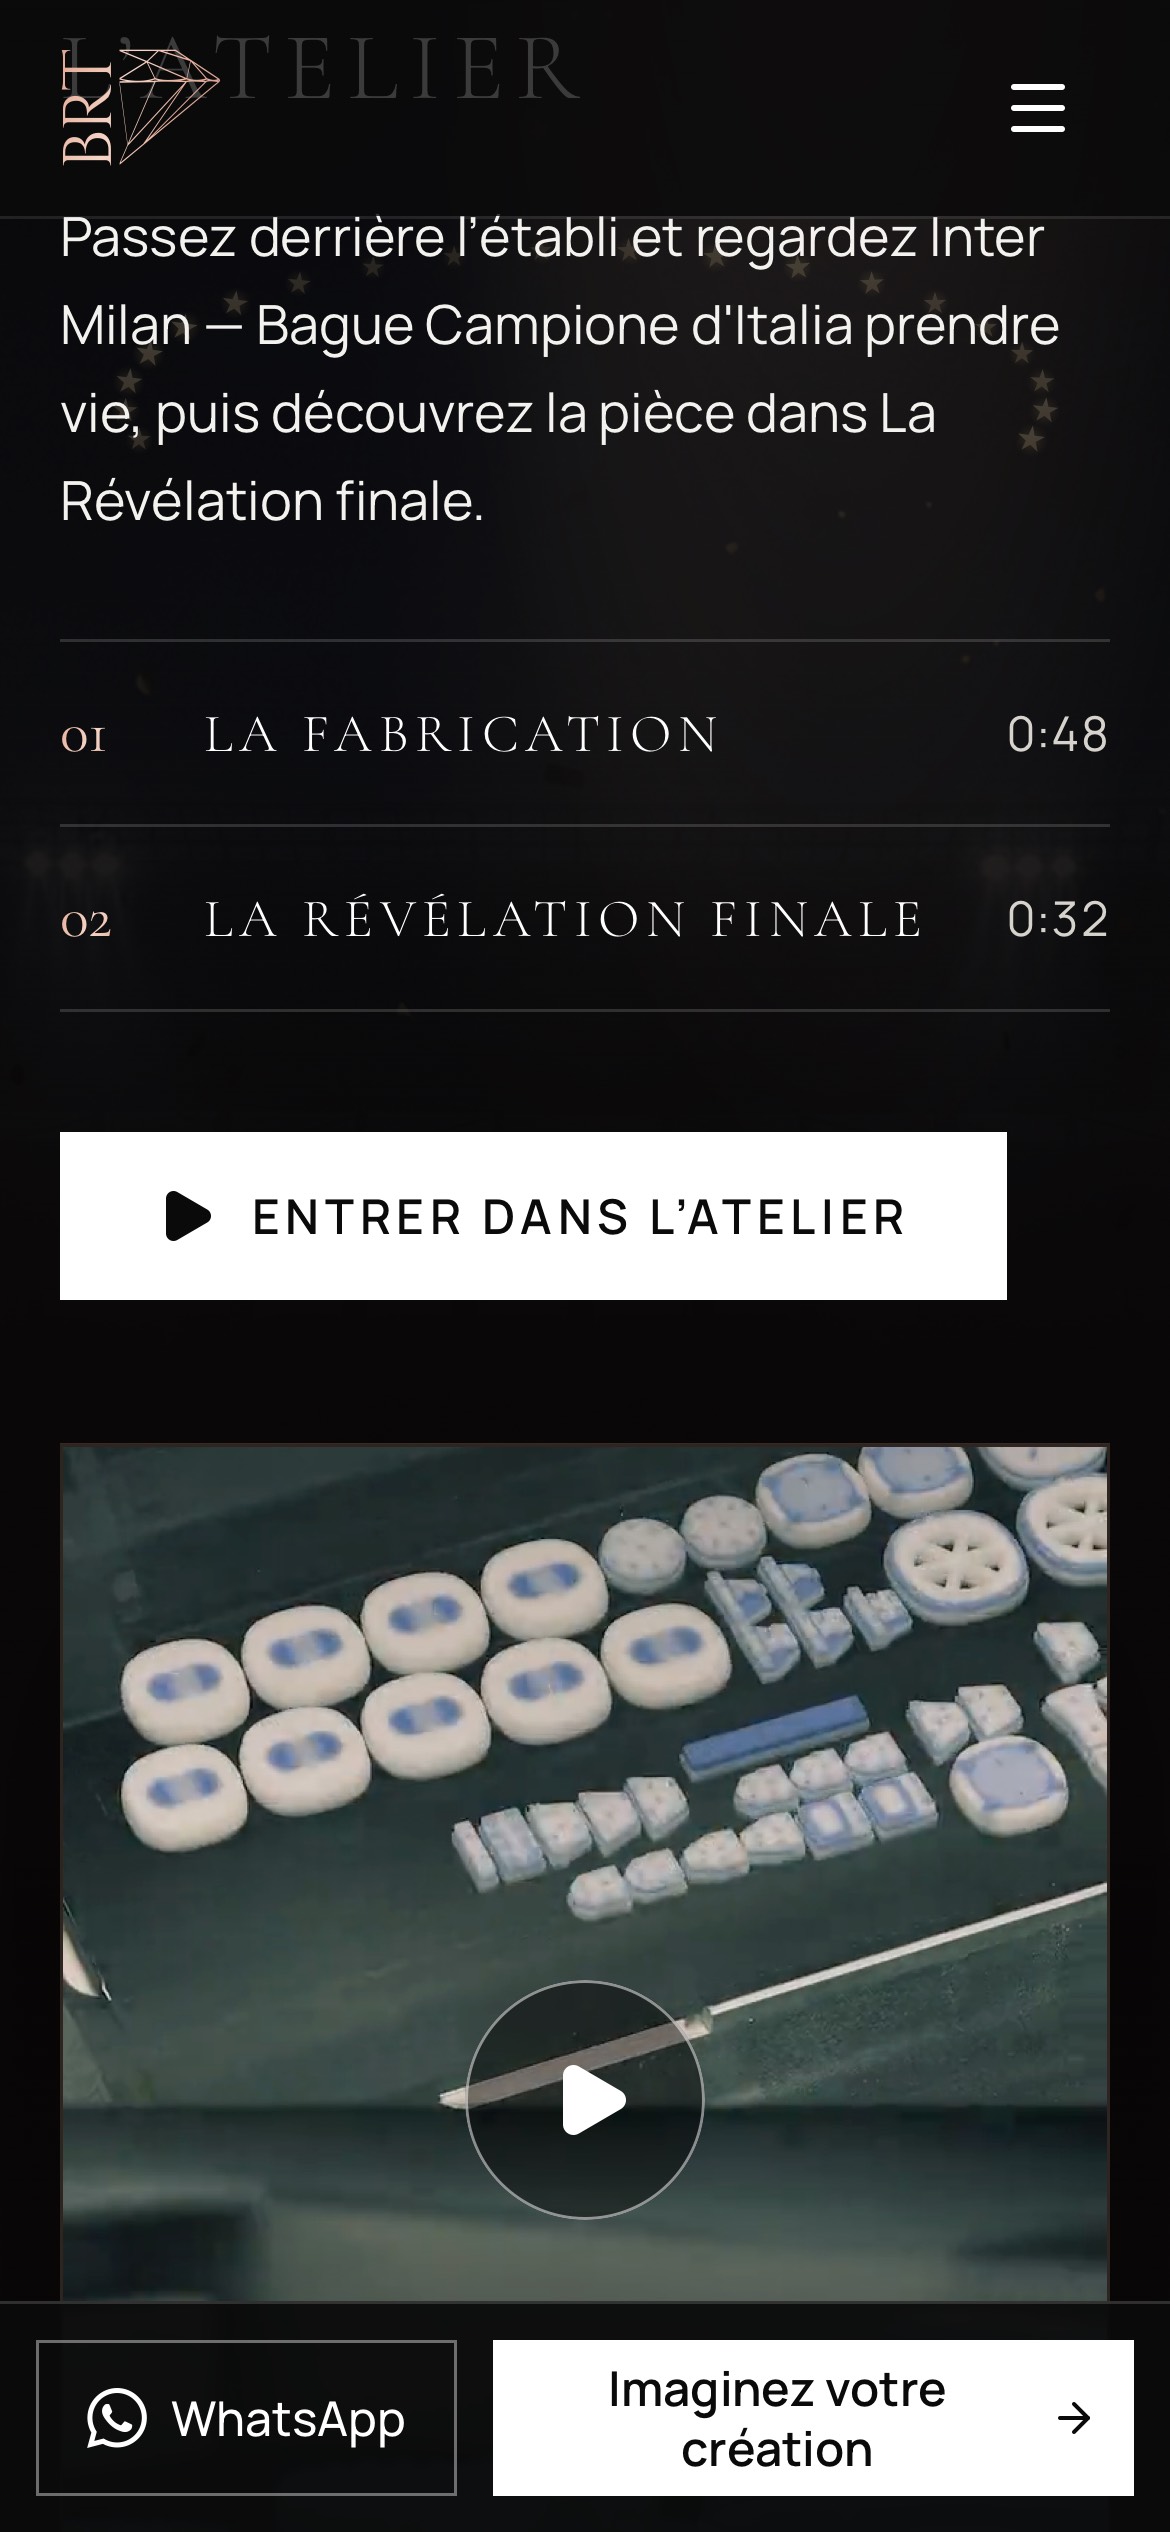 L’ATELIER
BRT
Passez derrière l’établi et regardez Inter
Milan — Bague Campione d'Italia prendre
vie, puis découvrez la pièce dans La
Révélation finale.
01 LA FABRICATION 0:48
02 LA RÉVÉLATION FINALE 0:32
ENTRER DANS L’ATELIER
WhatsApp
Imaginez votre
création